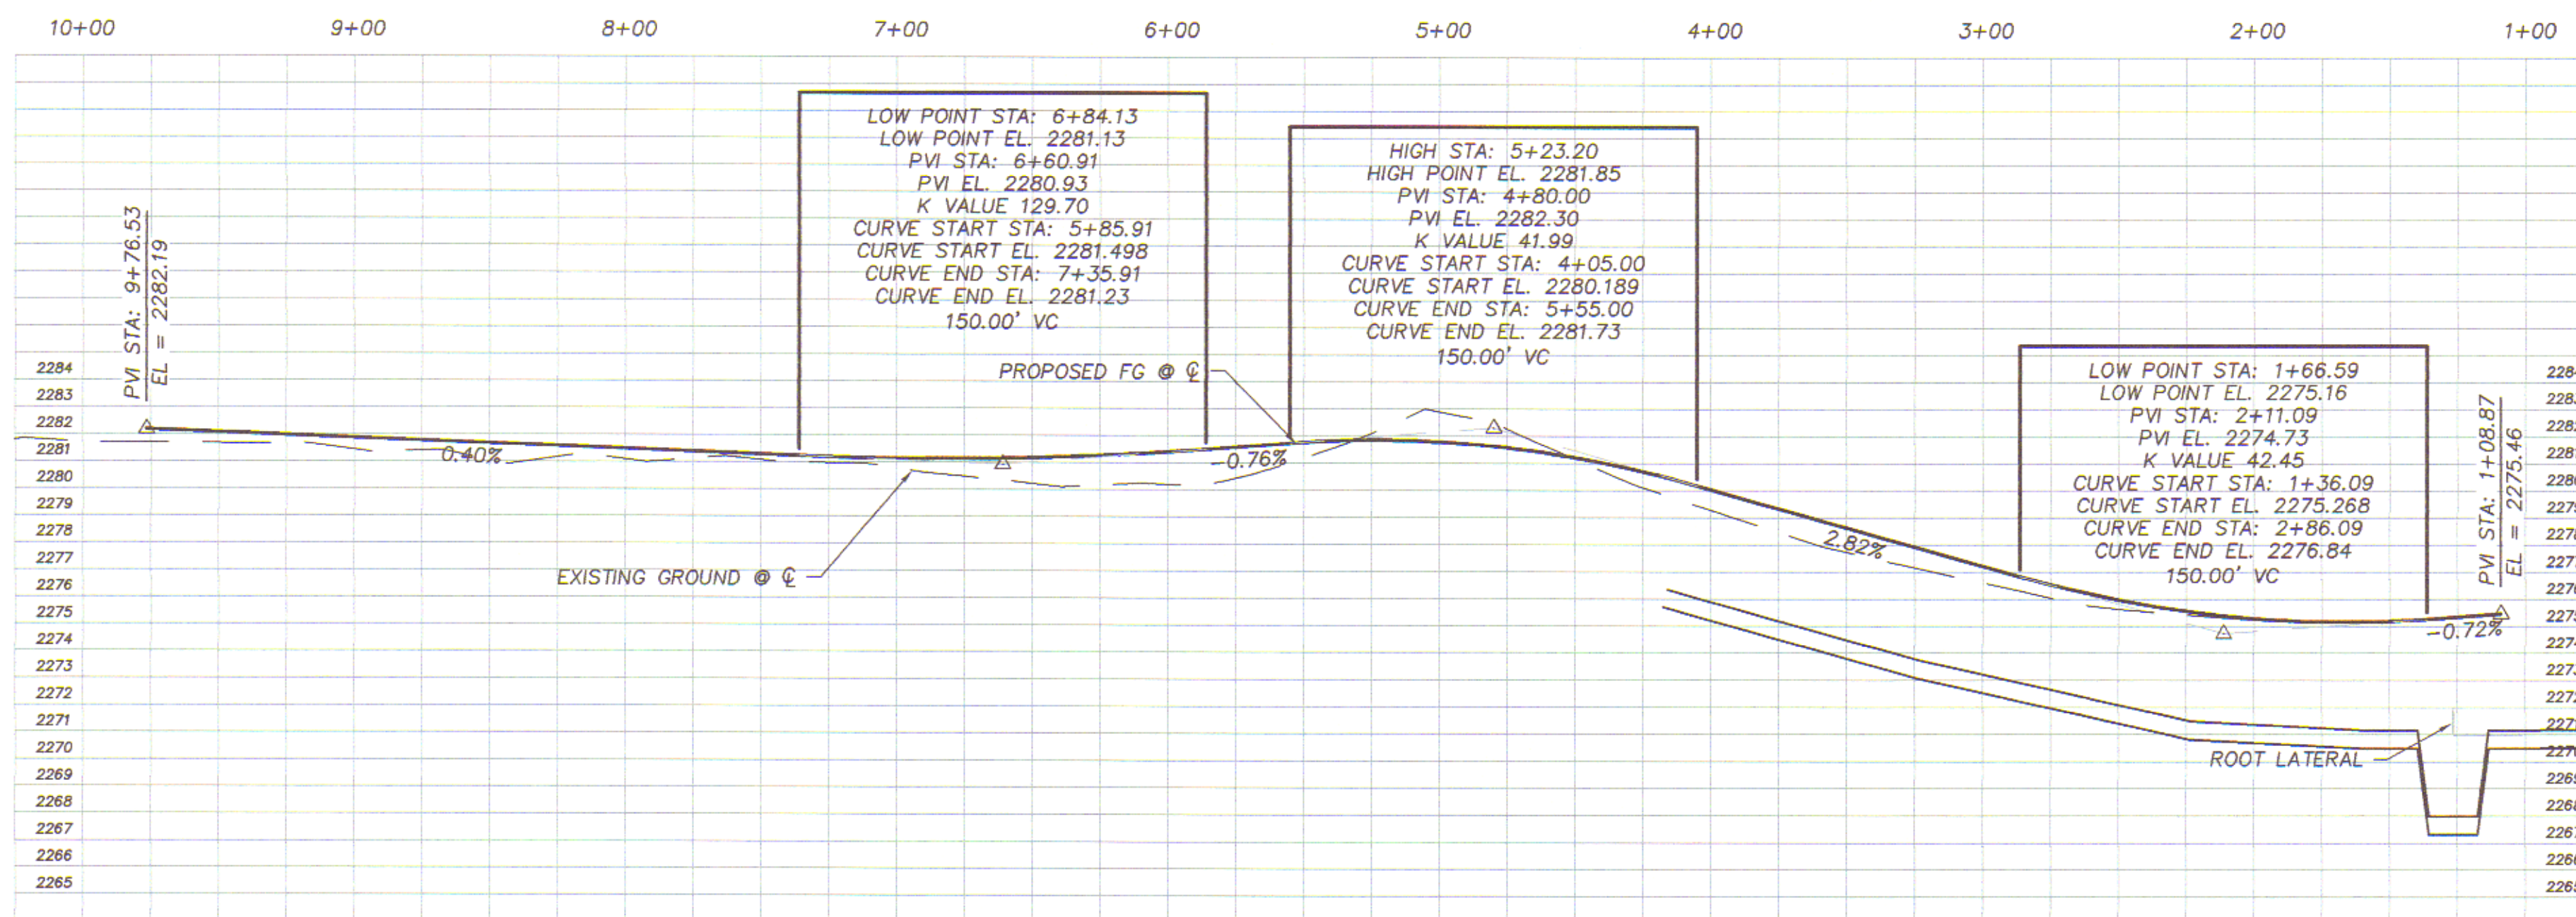 10+00 9+00 8+00 7+00 6+00 5+00 4+00 3+00 2+00 1+00
LOW POINT STA: 6+84.13
LOW POINT EL. 2281.13
PVI STA: 6+60.91
PVI EL. 2280.93
K VALUE 129.70
CURVE START STA: 5+85.91
CURVE START EL. 2281.498
CURVE END STA: 7+35.91
CURVE END EL. 2281.23
150.00' VC
HIGH STA: 5+23.20
HIGH POINT EL. 2281.85
PVI STA: 4+80.00
PVI EL. 2282.30
K VALUE 41.99
CURVE START STA: 4+05.00
CURVE START EL. 2280.189
CURVE END STA: 5+55.00
CURVE END EL. 2281.73
150.00' VC
LOW POINT STA: 1+66.59
LOW POINT EL. 2275.16
PVI STA: 2+11.09
PVI EL. 2274.73
K VALUE 42.45
CURVE START STA: 1+36.09
CURVE START EL. 2275.268
CURVE END STA: 2+86.09
CURVE END EL. 2276.84
150.00' VC
PVI STA: 9+76.53
EL = 2282.19
PVI STA: 1+08.87
EL = 2275.46
PROPOSED FG @ ℄
EXISTING GROUND @ ℄
0.40%
-0.76%
2.82%
-0.72%
ROOT LATERAL
2284
2283
2282
2281
2280
2279
2278
2277
2276
2275
2274
2273
2272
2271
2270
2269
2268
2267
2266
2265